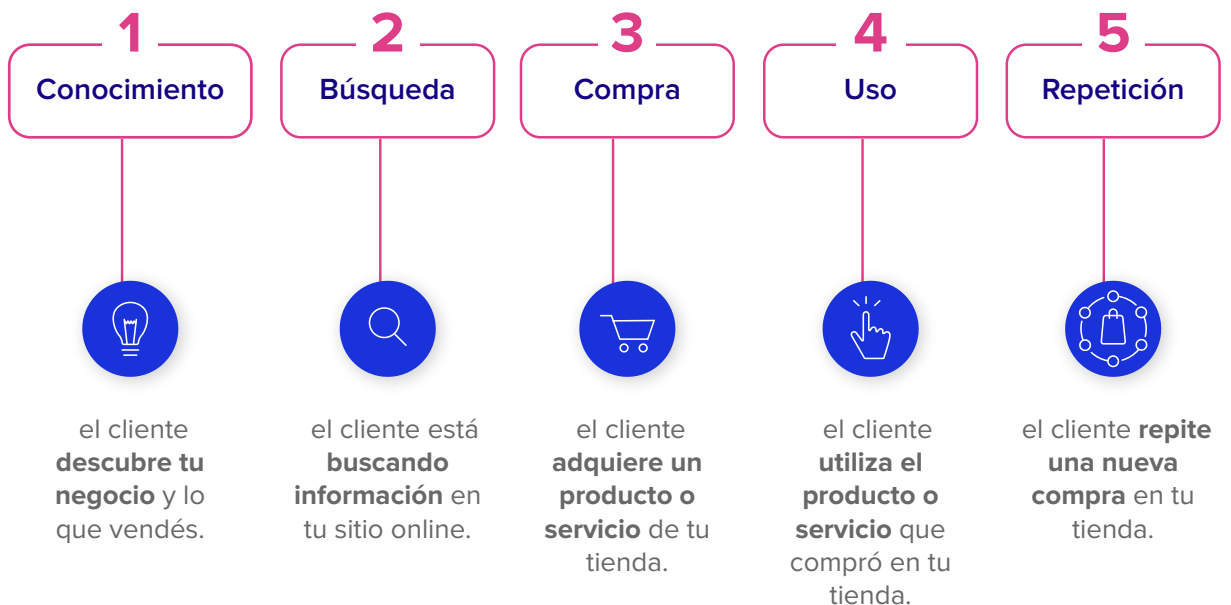 1
Conocimiento
el cliente
descubre tu
negocio y lo
que vendés.
2
Búsqueda
el cliente está
buscando
información en
tu sitio online.
3
Compra
el cliente
adquiere un
producto o
servicio de tu
tienda.
4
Uso
el cliente
utiliza el
producto o
servicio que
compró en tu
tienda.
5
Repetición
el cliente repite
una nueva
compra en tu
tienda.